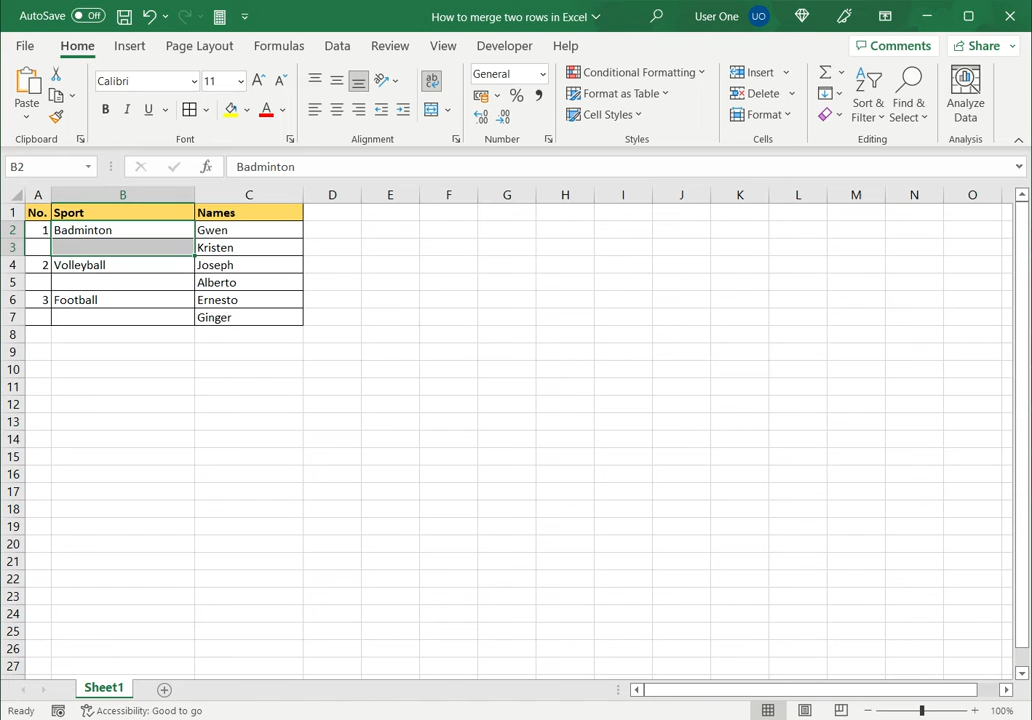 AutoSave Off How to merge two rows in Excel User One UO
File Home Insert Page Layout Formulas Data Review View Developer Help Comments Share
Paste
Clipboard
Calibri 11
B I U A
Font
ab
Alignment
General
% 9
Number
Conditional Formatting
Format as Table
Cell Styles
Styles
Insert
Delete
Format
Cells
Sort & Filter
Find & Select
Editing
Analyze Data
Analysis
B2 fx Badminton
A B C D E F G H I J K L M N O
1 No. Sport Names
2 1 Badminton Gwen
3 Kristen
4 2 Volleyball Joseph
5 Alberto
6 3 Football Ernesto
7 Ginger
8
9
10
11
12
13
14
15
16
17
18
19
20
21
22
23
24
25
26
27
Sheet1
Ready Accessibility: Good to go 100%